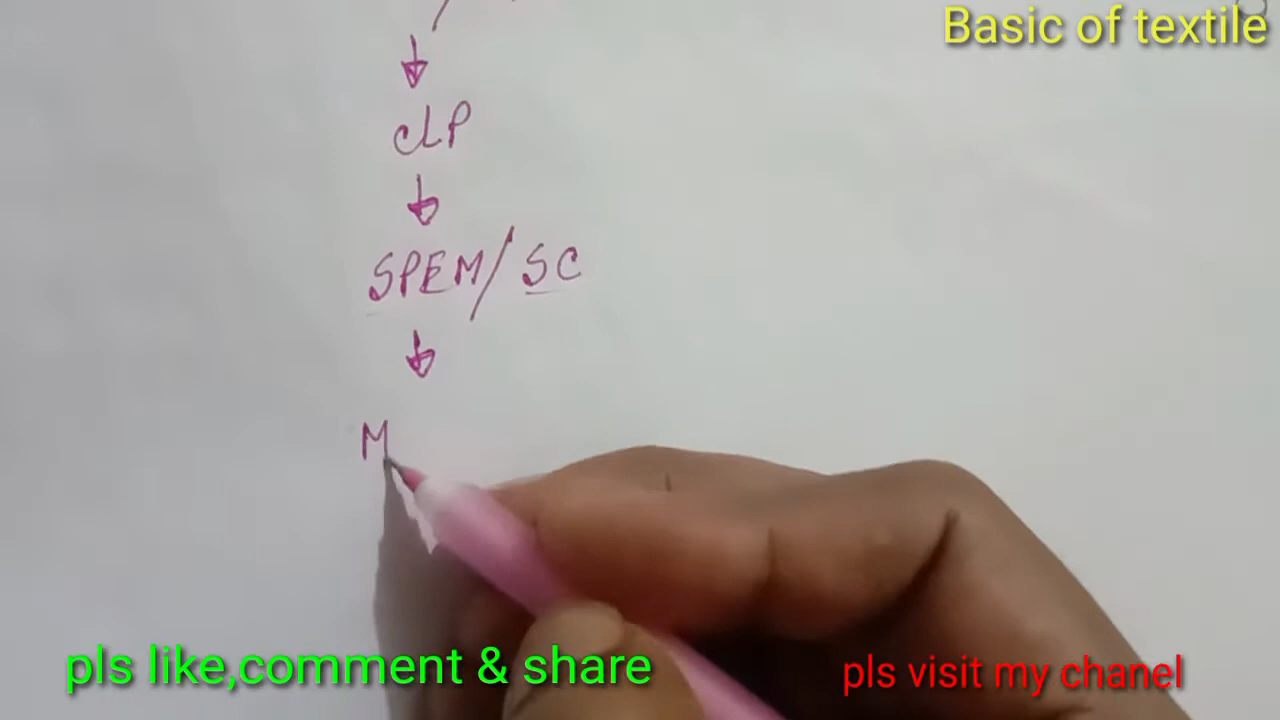 Basic of textile
CLP
SPEM/SC
M
pls like,comment & share
pls visit my chanel